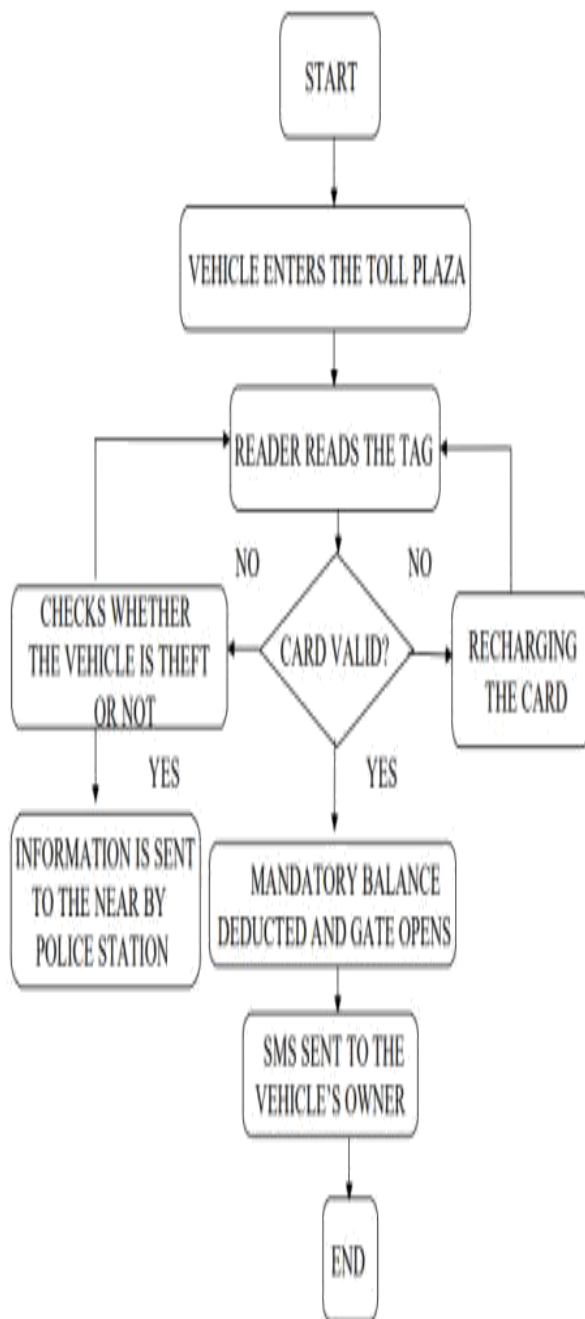 START
VEHICLE ENTERS THE TOLL PLAZA
READER READS THE TAG
NO
NO
CHECKS WHETHER
THE VEHICLE IS THEFT
OR NOT
CARD VALID?
RECHARGING
THE CARD
YES
YES
INFORMATION IS SENT
TO THE NEAR BY
POLICE STATION
MANDATORY BALANCE
DEDUCTED AND GATE OPENS
SMS SENT TO THE
VEHICLE'S OWNER
END